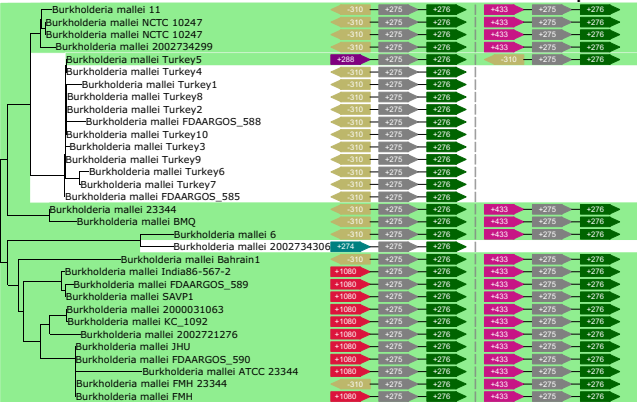 Burkholderia mallei 11 -310 +275 +276 +433 +275 +276
Burkholderia mallei NCTC 10247 -310 +275 +276 +433 +275 +276
Burkholderia mallei NCTC 10247 -310 +275 +276 +433 +275 +276
Burkholderia mallei 2002734299 -310 +275 +276 +433 +275 +276
Burkholderia mallei Turkey5 +288 +275 +276 -310 +275 +276
Burkholderia mallei Turkey4 -310 +275 +276
Burkholderia mallei Turkey1 -310 +275 +276
Burkholderia mallei Turkey8 -310 +275 +276
Burkholderia mallei Turkey2 -310 +275 +276
Burkholderia mallei FDAARGOS_588 -310 +275 +276
Burkholderia mallei Turkey10 -310 +275 +276
Burkholderia mallei Turkey3 -310 +275 +276
Burkholderia mallei Turkey9 -310 +275 +276
Burkholderia mallei Turkey6 -310 +275 +276
Burkholderia mallei Turkey7 -310 +275 +276
Burkholderia mallei FDAARGOS_585 -310 +275 +276
Burkholderia mallei 23344 -310 +275 +276 +433 +275 +276
Burkholderia mallei BMQ -310 +275 +276 +433 +275 +276
Burkholderia mallei 6 -310 +275 +276 +433 +275 +276
Burkholderia mallei 2002734306 +274 +275 +276
Burkholderia mallei Bahrain1 -310 +275 +276 +433 +275 +276
Burkholderia mallei India86-567-2 +1080 +275 +276 +433 +275 +276
Burkholderia mallei FDAARGOS_589 +1080 +275 +276 +433 +275 +276
Burkholderia mallei SAVP1 +1080 +275 +276 +433 +275 +276
Burkholderia mallei 2000031063 +1080 +275 +276 +433 +275 +276
Burkholderia mallei KC_1092 +1080 +275 +276 +433 +275 +276
Burkholderia mallei 2002721276 +1080 +275 +276 +433 +275 +276
Burkholderia mallei JHU +1080 +275 +276 +433 +275 +276
Burkholderia mallei FDAARGOS_590 +1080 +275 +276 +433 +275 +276
Burkholderia mallei ATCC 23344 +1080 +275 +276 +433 +275 +276
Burkholderia mallei FMH 23344 -310 +275 +276 +433 +275 +276
Burkholderia mallei FMH +1080 +275 +276 +433 +275 +276